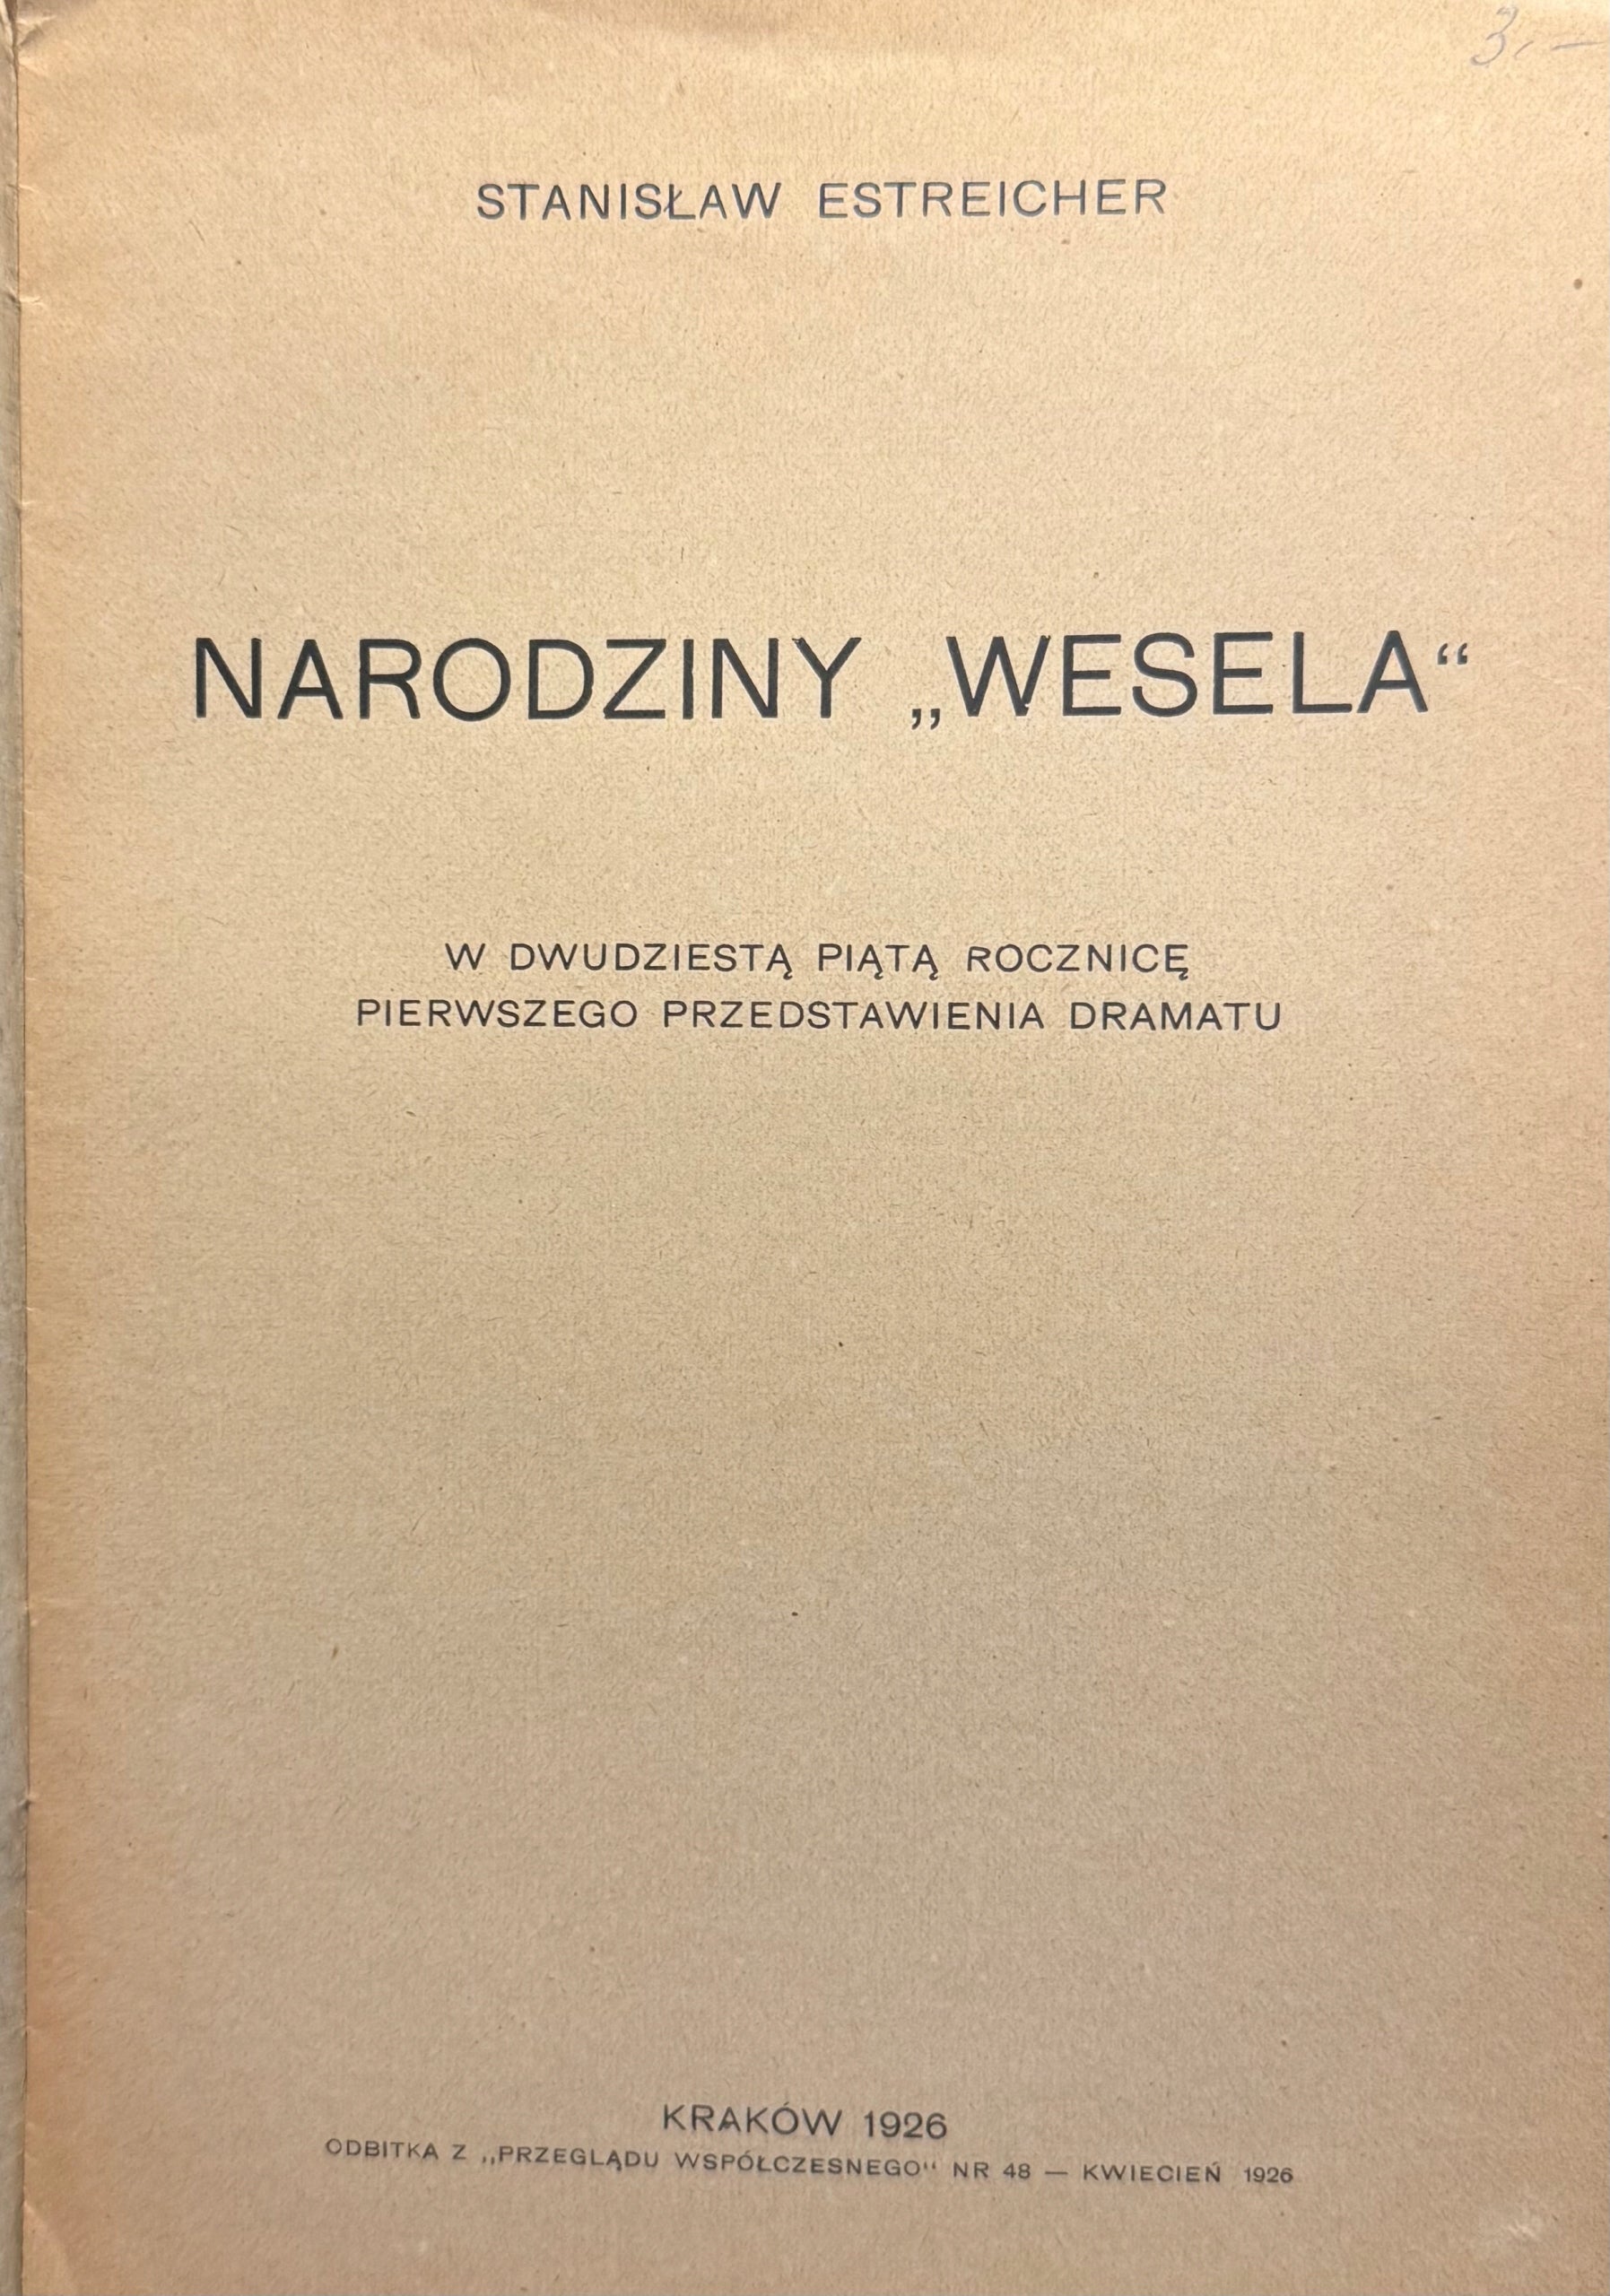 3,—
STANISŁAW ESTREICHER
NARODZINY „WESELA“
W DWUDZIESTĄ PIĄTĄ ROCZNICĘ
PIERWSZEGO PRZEDSTAWIENIA DRAMATU
KRAKÓW 1926
ODBITKA Z „PRZEGLĄDU WSPÓŁCZESNEGO“ NR 48 — KWIECIEŃ 1926